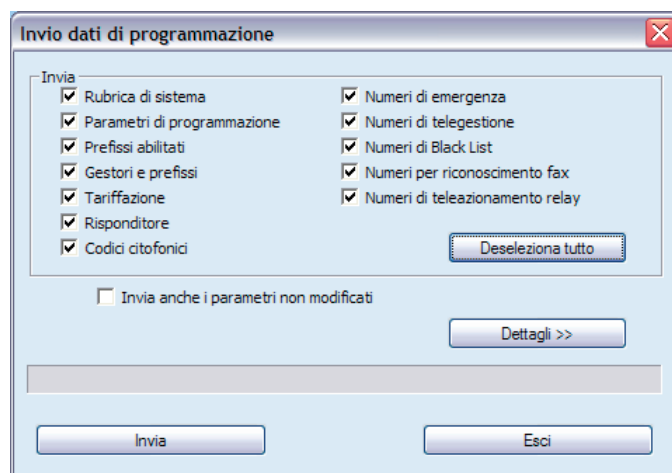 Invio dati di programmazione
Invia
Rubrica di sistema
Parametri di programmazione
Prefissi abilitati
Gestori e prefissi
Tariffazione
Risponditore
Codici citofonici
Numeri di emergenza
Numeri di telegestione
Numeri di Black List
Numeri per riconoscimento fax
Numeri di teleazionamento relay
Deseleziona tutto
Invia anche i parametri non modificati
Dettagli >>
Invia
Esci